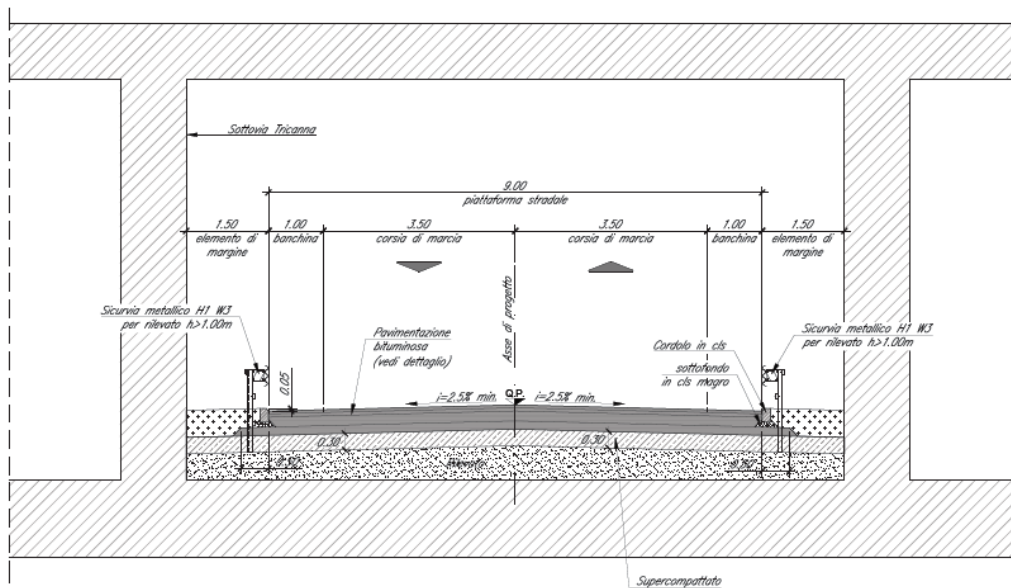 Sottovia Tricanna
9.00
piattaforma stradale
1.50
elemento di
margine
1.00
banchina
3.50
corsia di marcia
3.50
corsia di marcia
1.00
banchina
1.50
elemento di
margine
Asse di progetto
Sicurvia metallico H1 W3
per rilevato h>1.00m
Pavimentazione
bituminosa
(vedi dettaglio)
Sicurvia metallico H1 W3
per rilevato h>1.00m
Cordolo in cls
sottofondo
in cls magro
0.05
i=2.5% min.
Q.P.
i=2.5% min.
0.30
0.30
Rilevato
Supercompattato